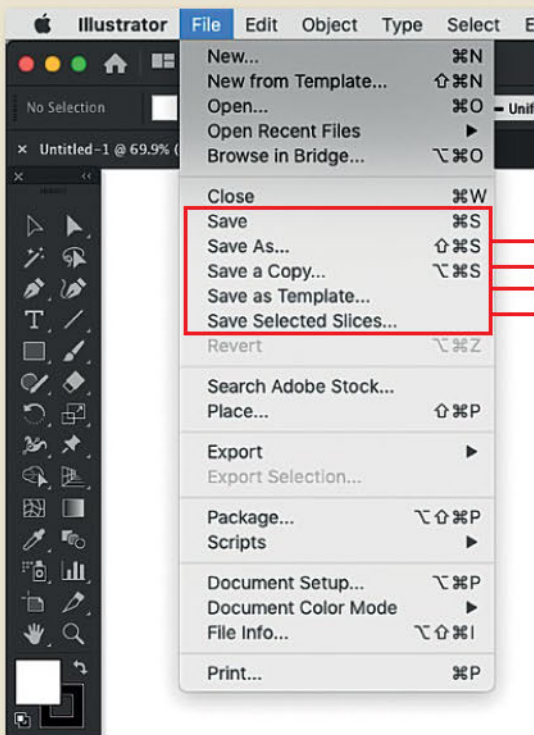 Illustrator File Edit Object Type Select E
New... ⌘N
New from Template... ⇧⌘N
No Selection
Open... ⌘O
Unif
Open Recent Files ▶
× Untitled-1 @ 69.9% (
Browse in Bridge... ⌥⌘O
Close ⌘W
Save ⌘S
Save As... ⇧⌘S
Save a Copy... ⌥⌘S
Save as Template...
Save Selected Slices...
Revert ⌥⌘Z
Search Adobe Stock...
Place... ⇧⌘P
Export ▶
Export Selection...
Package... ⌥⇧⌘P
Scripts ▶
Document Setup... ⌥⌘P
Document Color Mode ▶
File Info... ⌥⇧⌘I
Print... ⌘P